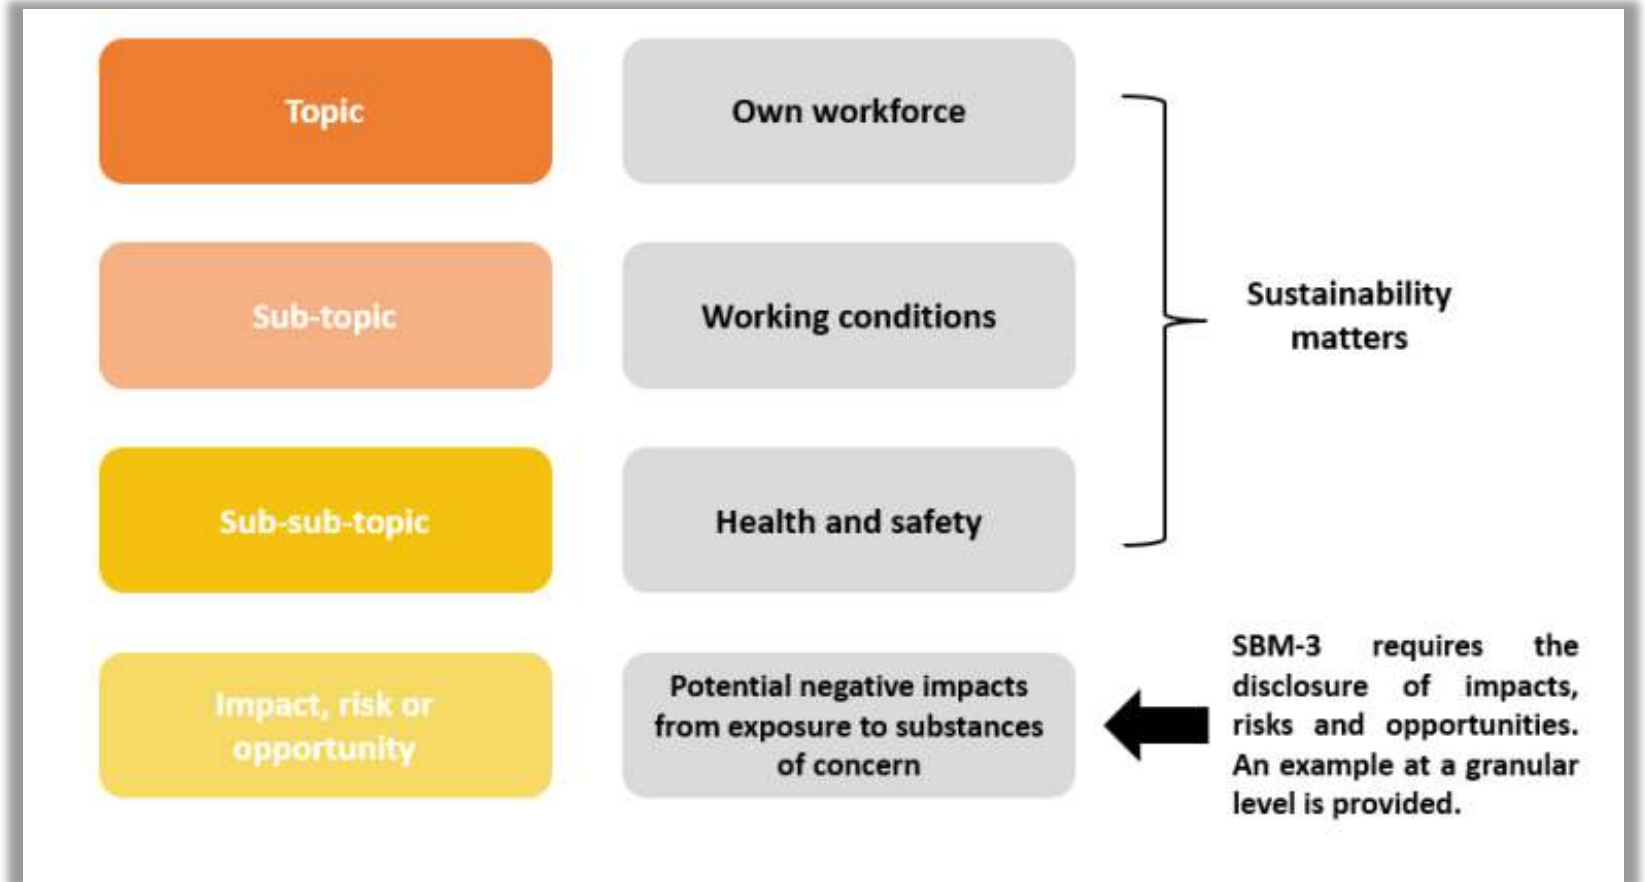 Topic
Own workforce
Sub-topic
Working conditions
Sustainability
matters
Sub-sub-topic
Health and safety
Impact, risk or
opportunity
Potential negative impacts
from exposure to substances
of concern
SBM-3 requires the
disclosure of impacts,
risks and opportunities.
An example at a granular
level is provided.